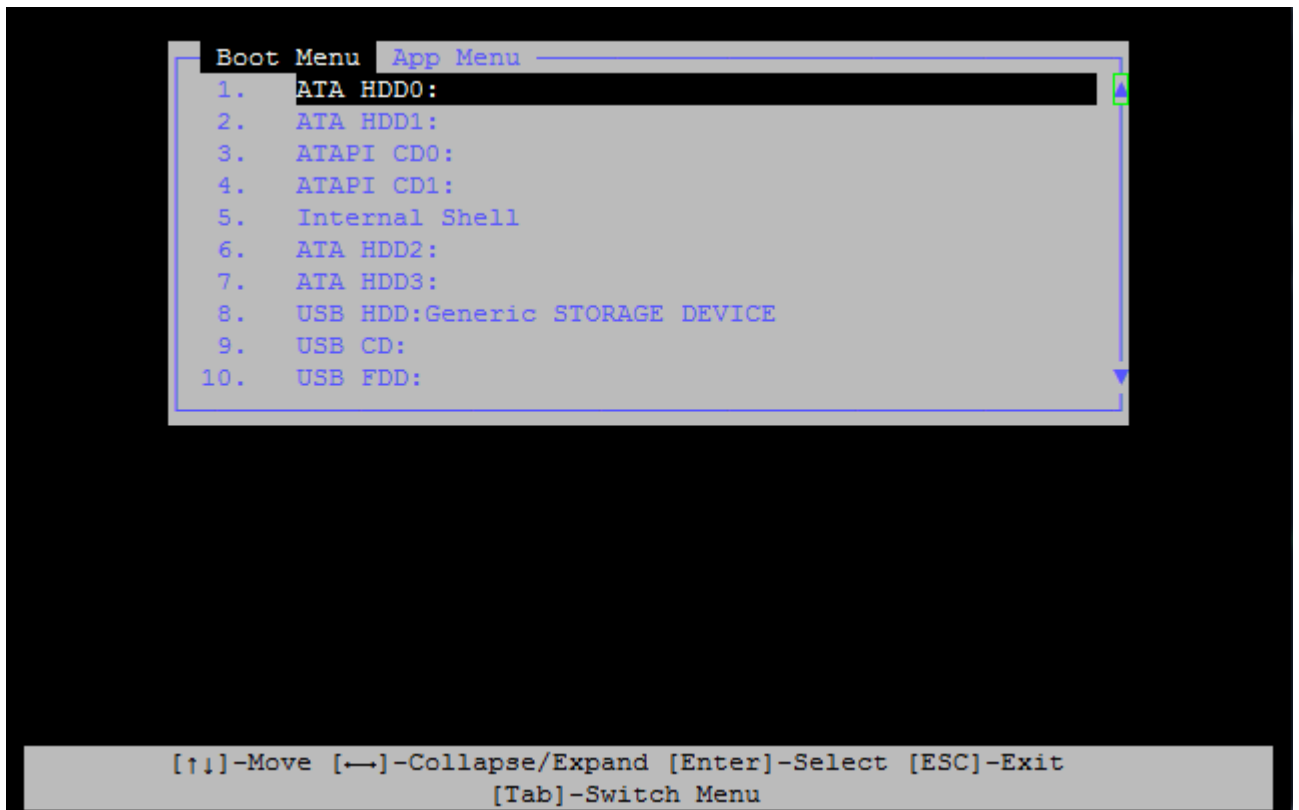 Boot Menu App Menu
1. ATA HDD0:
2. ATA HDD1:
3. ATAPI CD0:
4. ATAPI CD1:
5. Internal Shell
6. ATA HDD2:
7. ATA HDD3:
8. USB HDD:Generic STORAGE DEVICE
9. USB CD:
10. USB FDD:
[↑↓]-Move [←→]-Collapse/Expand [Enter]-Select [ESC]-Exit
[Tab]-Switch Menu